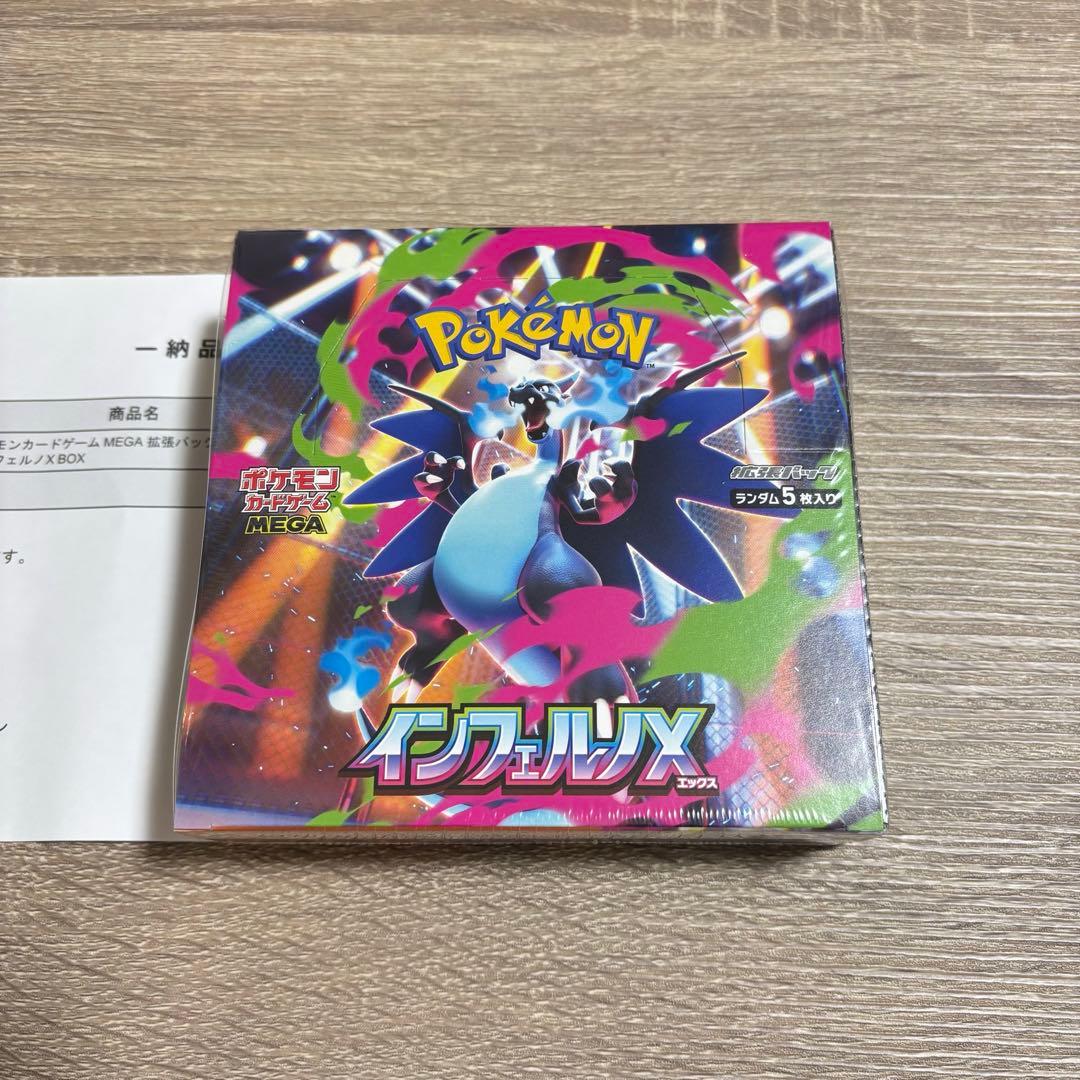 一納品
商品名
モンカードゲーム MEGA 拡張パック
フェルノX BOX
す。
POKéMON
TM
ポケモン
カードゲーム
MEGA
拡張パック
ランダム5枚入り
インフェルノX
エックス